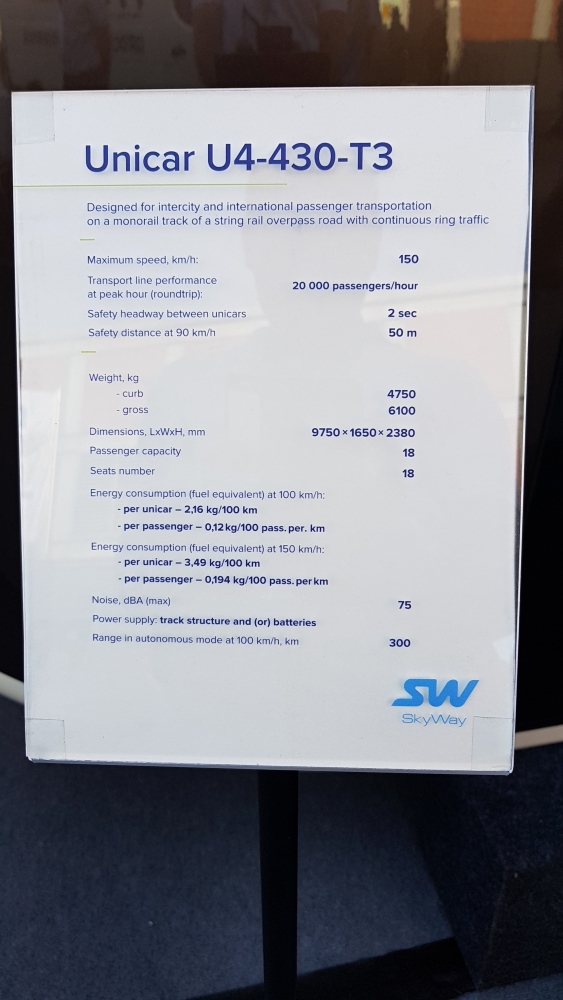 Unicar U4-430-T3
Designed for intercity and international passenger transportation
on a monorail track of a string rail overpass road with continuous ring traffic
Maximum speed, km/h: 150
Transport line performance
at peak hour (roundtrip): 20 000 passengers/hour
Safety headway between unicars 2 sec
Safety distance at 90 km/h 50 m
Weight, kg
- curb 4750
- gross 6100
Dimensions, LxWxH, mm 9750×1650×2380
Passenger capacity 18
Seats number 18
Energy consumption (fuel equivalent) at 100 km/h:
- per unicar – 2,16 kg/100 km
- per passenger – 0,12 kg/100 pass. per. km
Energy consumption (fuel equivalent) at 150 km/h:
- per unicar – 3,49 kg/100 km
- per passenger – 0,194 kg/100 pass. per km
Noise, dBA (max) 75
Power supply: track structure and (or) batteries
Range in autonomous mode at 100 km/h, km 300
SW
SkyWay